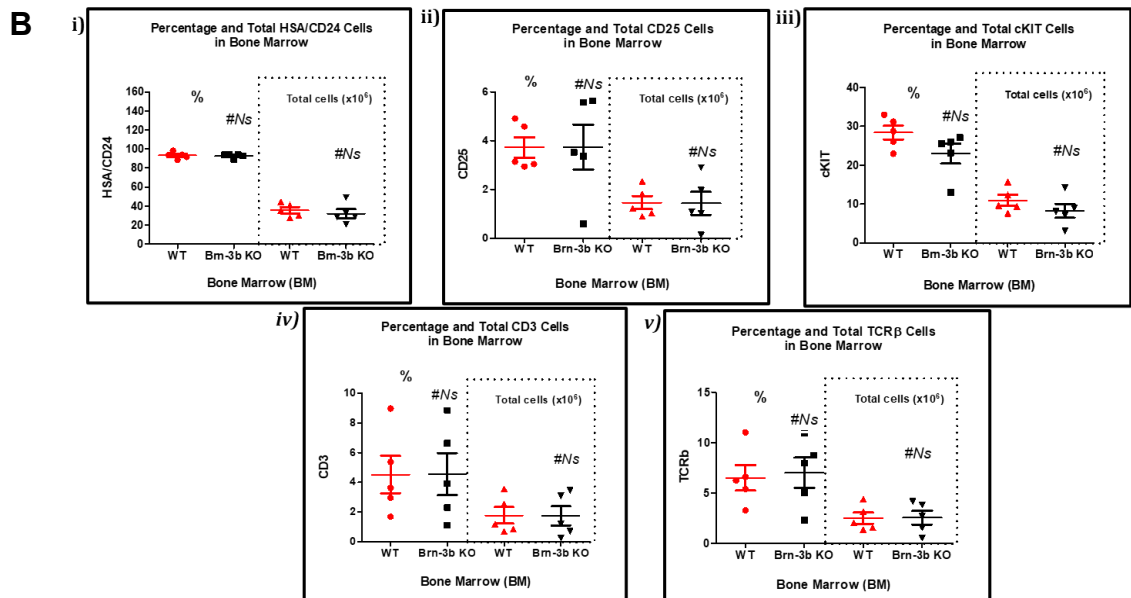 B
i)
Percentage and Total HSA/CD24 Cells
in Bone Marrow
%
Total cells (x10⁶)
#Ns
#Ns
HSA/CD24
160
140
120
100
80
60
40
20
0
WT
Brn-3b KO
WT
Brn-3b KO
Bone Marrow (BM)
ii)
Percentage and Total CD25 Cells
in Bone Marrow
%
Total cells (x10⁶)
#Ns
#Ns
CD25
6
4
2
0
WT
Brn-3b KO
WT
Brn-3b KO
Bone Marrow (BM)
iii)
Percentage and Total cKIT Cells
in Bone Marrow
%
Total cells (x10⁶)
#Ns
#Ns
cKIT
40
30
20
10
0
WT
Brn-3b KO
WT
Brn-3b KO
Bone Marrow (BM)
iv)
Percentage and Total CD3 Cells
in Bone Marrow
%
Total cells (x10⁶)
#Ns
#Ns
CD3
10
8
6
4
2
0
WT
Brn-3b KO
WT
Brn-3b KO
Bone Marrow (BM)
v)
Percentage and Total TCRβ Cells
in Bone Marrow
%
Total cells (x10⁶)
#Ns
#Ns
TCRb
15
10
5
0
WT
Brn-3b KO
WT
Brn-3b KO
Bone Marrow (BM)